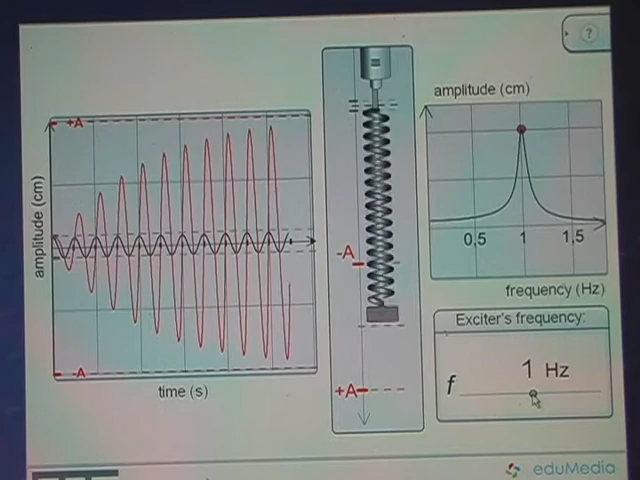 ?
amplitude (cm)
+A
-A
time (s)
-A
+A
amplitude (cm)
0,5 1 1,5
frequency (Hz)
Exciter's frequency:
f 1 Hz
eduMedia